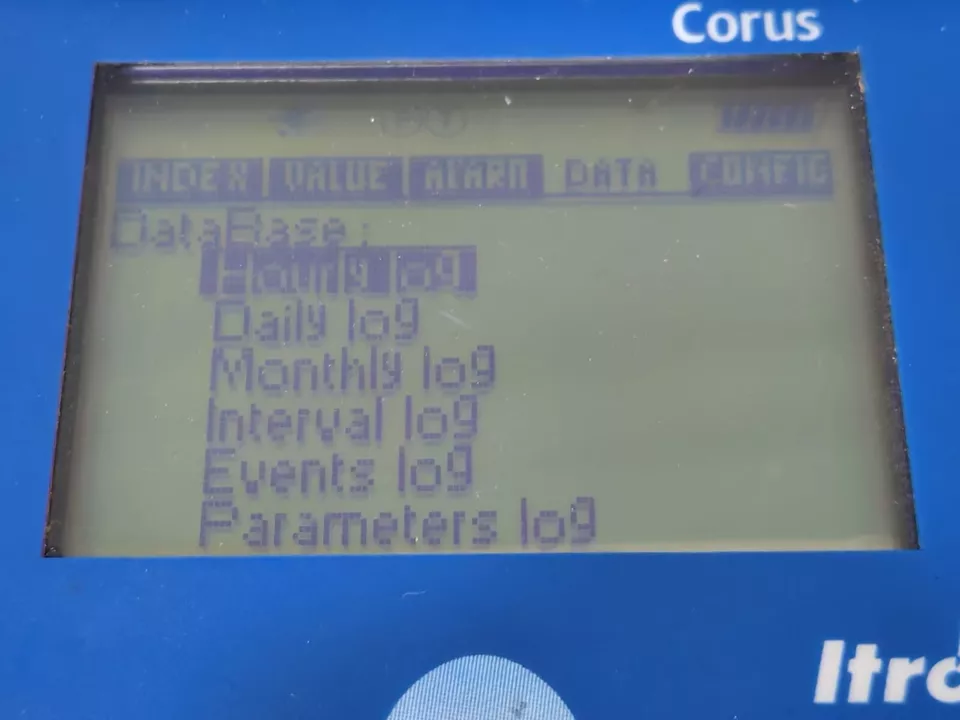 Corus
INDEX VALUE ALARM DATA CONFIG
DataBase:
Hourly log
Daily log
Monthly log
Interval log
Events log
Parameters log
Itro